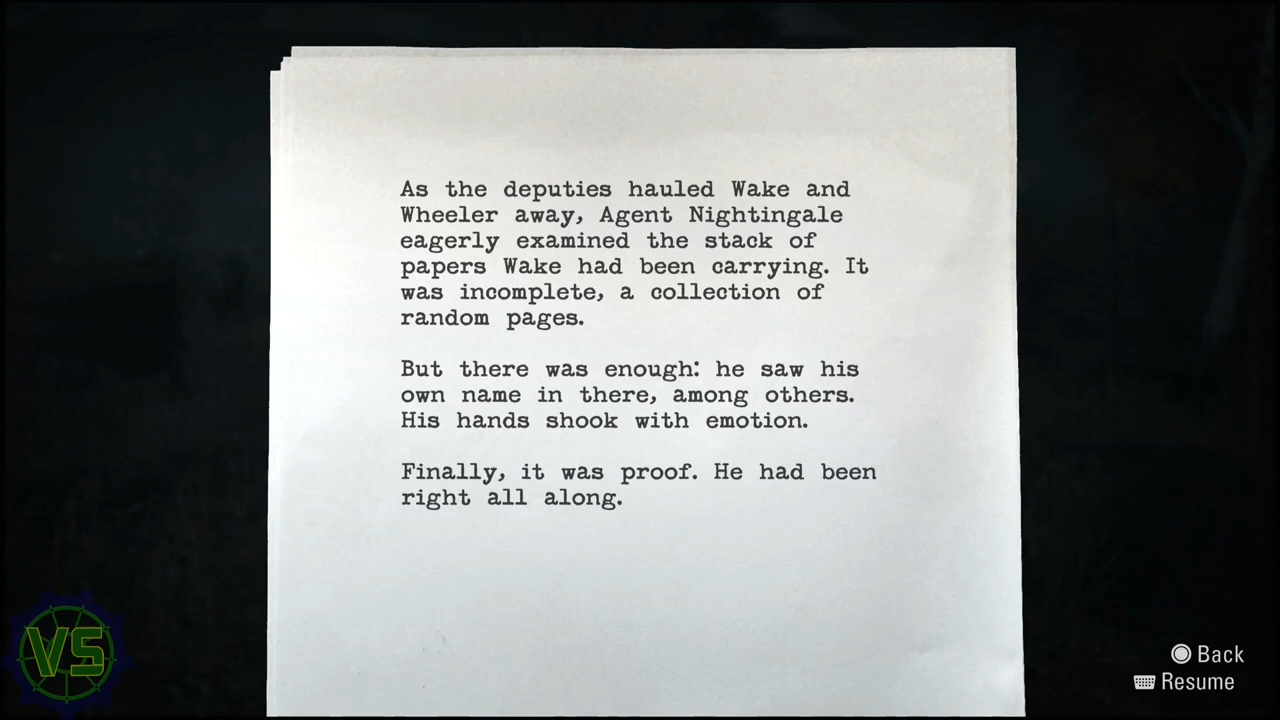 As the deputies hauled Wake and
Wheeler away, Agent Nightingale
eagerly examined the stack of
papers Wake had been carrying. It
was incomplete, a collection of
random pages.
But there was enough: he saw his
own name in there, among others.
His hands shook with emotion.
Finally, it was proof. He had been
right all along.
VS
Back
Resume